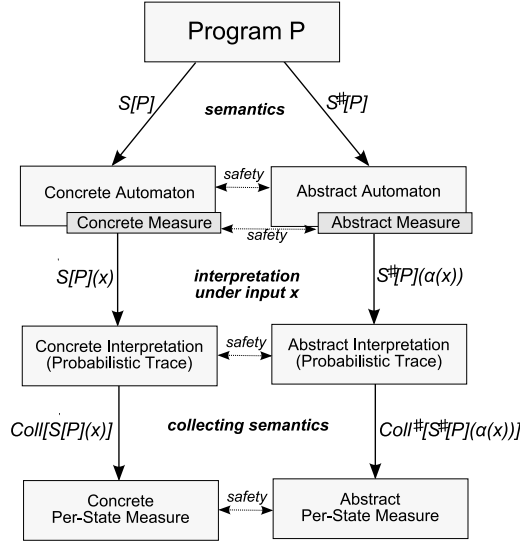 Program P
S[P]
semantics
S⧺[P]
safety
Concrete Automaton
Abstract Automaton
Concrete Measure
Abstract Measure
safety
S[P](x)
interpretation
under input x
S⧺[P](α(x))
Concrete Interpretation
(Probabilistic Trace)
safety
Abstract Interpretation
(Probabilistic Trace)
Coll[S[P](x)]
collecting semantics
Coll⧺[S⧺[P](α(x))]
Concrete
Per-State Measure
safety
Abstract
Per-State Measure